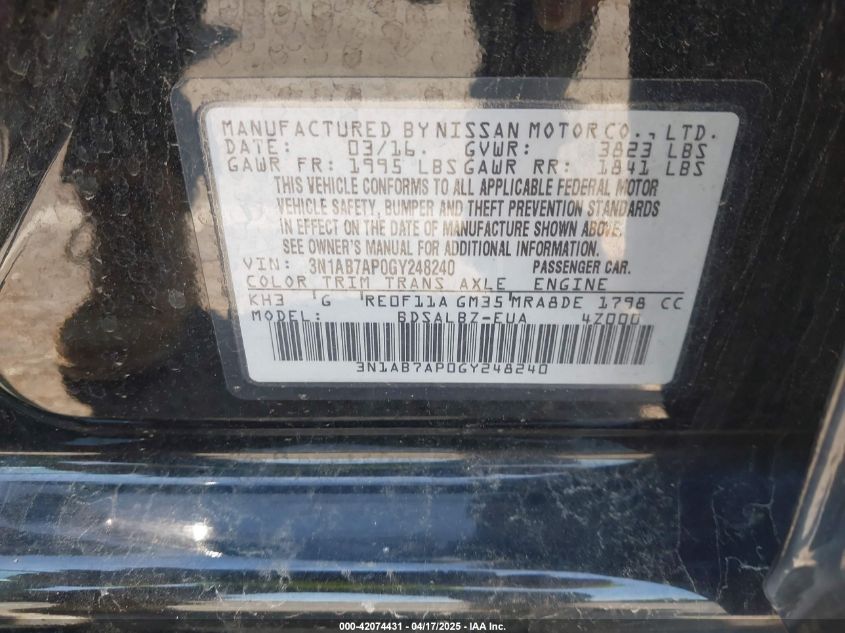 MANUFACTURED BY NISSAN MOTOR CO., LTD.
DATE: 03/16. GVWR: 3823 LBS
GAWR FR: 1995 LBS GAWR RR: 1841 LBS
THIS VEHICLE CONFORMS TO ALL APPLICABLE FEDERAL MOTOR
VEHICLE SAFETY, BUMPER AND THEFT PREVENTION STANDARDS
IN EFFECT ON THE DATE OF MANUFACTURE SHOWN ABOVE.
SEE OWNER'S MANUAL FOR ADDITIONAL INFORMATION.
VIN: 3N1AB7AP0GY248240 PASSENGER CAR.
COLOR TRIM TRANS AXLE ENGINE
KH3 G RE0F11A GM35 MRA8DE 1798 CC
MODEL: BDSALBZ-EUA 4Z000
3N1AB7AP0GY248240
000-42074431 - 04/17/2025 - IAA Inc.